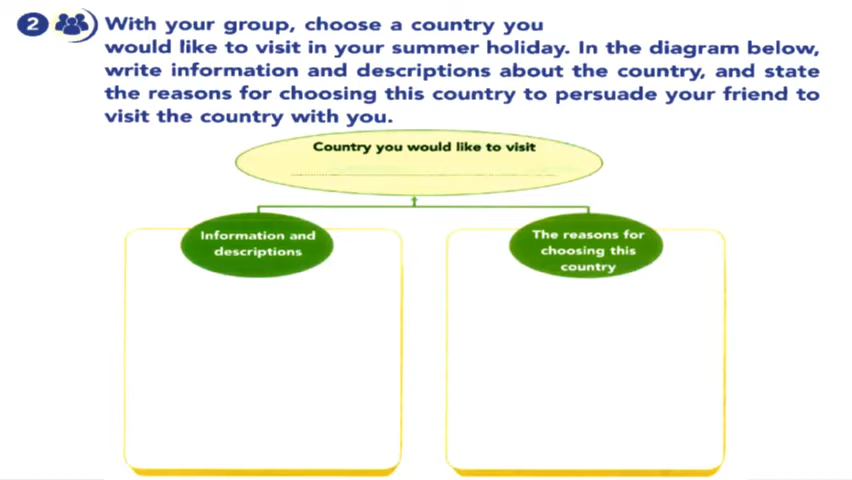 2 With your group, choose a country you
would like to visit in your summer holiday. In the diagram below,
write information and descriptions about the country, and state
the reasons for choosing this country to persuade your friend to
visit the country with you.
Country you would like to visit
Information and
descriptions
The reasons for
choosing this
country